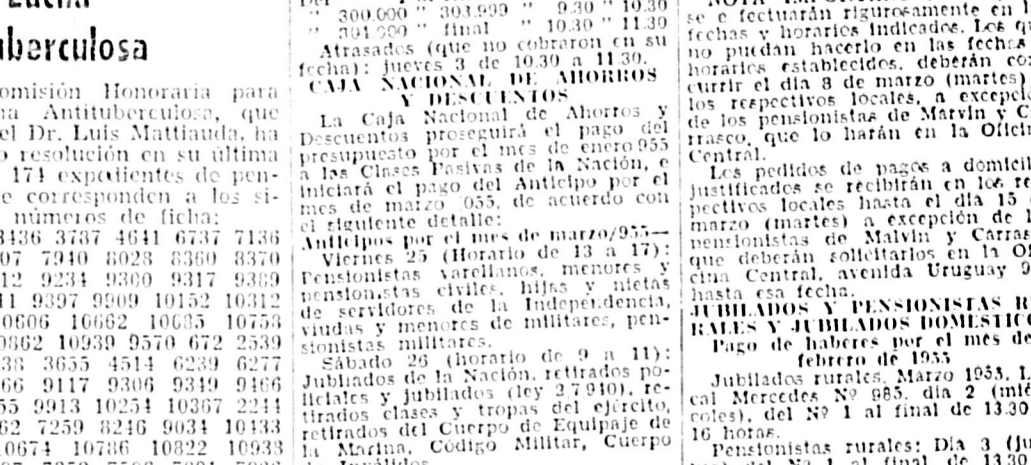 Lucha
uberculosa
omisión Honoraria para
na Antituberculosa, que
el Dr. Luis Mattiauda, ha
o resolución en su última
174 expedientes de pen-
e corresponden a los si-
números de ficha:
3436 3737 4641 6737 7136
07 7940 8028 8360 8370
12 9234 9300 9317 9389
11 9397 9909 10152 10312
0606 10662 10685 10753
0862 10939 9570 672 2539
38 3655 4514 6239 6277
66 9117 9306 9349 9466
55 9913 10254 10367 2244
62 7259 8246 9034 10433
0674 10786 10822 10933
" 300.000 " 303.999 " 9.30 " 10.30
" 304.000 " final " 10.30 " 11.30
Atrasados (que no cobraron en su
fecha): jueves 3 de 10.30 a 11.30.
CAJA NACIONAL DE AHORROS
Y DESCUENTOS
La Caja Nacional de Ahorros y
Descuentos proseguirá el pago del
presupuesto por el mes de enero 955
a las Clases Pasivas de la Nación, e
iniciará el pago del Anticipo por el
mes de marzo 055, de acuerdo con
el siguiente detalle:
Anticipos por el mes de marzo/955—
Viernes 25 (Horario de 13 a 17):
Pensionistas varelianos, menores y
pensionistas civiles, hijas y nietas
de servidores de la Independencia,
viudas y menores de militares, pen-
sionistas militares.
Sábado 26 (horario de 9 a 11):
Jubilados de la Nación, retirados po-
liciales y jubilados (ley 2,7.940), re-
tirados clases y tropas del ejército,
retirados del Cuerpo de Equipaje de
la Marina, Código Militar, Cuerpo
de Inválidos
se efectuarán rigurosamente en l
fechas y horarios indicados. Los q
no puedan hacerlo en las fechas
horarios establecidos, deberán co
currir el día 8 de marzo (martes)
los respectivos locales, a excepci
de los pensionistas de Marvin y C
rrasco, que lo harán en la Oficin
Central.
Los pedidos de pagos a domicil
justificados se recibirán en los re
pectivos locales hasta el día 15
marzo (martes) a excepción de l
pensionistas de Malvin y Carras
que deberán solicitarlos en la O
cina Central, avenida Uruguay 9
hasta esa fecha.
JUBILADOS Y PENSIONISTAS R
RALES Y JUBILADOS DOMESTICO
Pago de haberes por el mes de
febrero de 1955
Jubilados rurales, Marzo 1955, L
cal Mercedes Nº 985, día 2 (mié
coles), del Nº 1 al final de 13.30
16 horas.
Pensionistas rurales: Día 3 (ju
del Nº 1 al final de 13.30